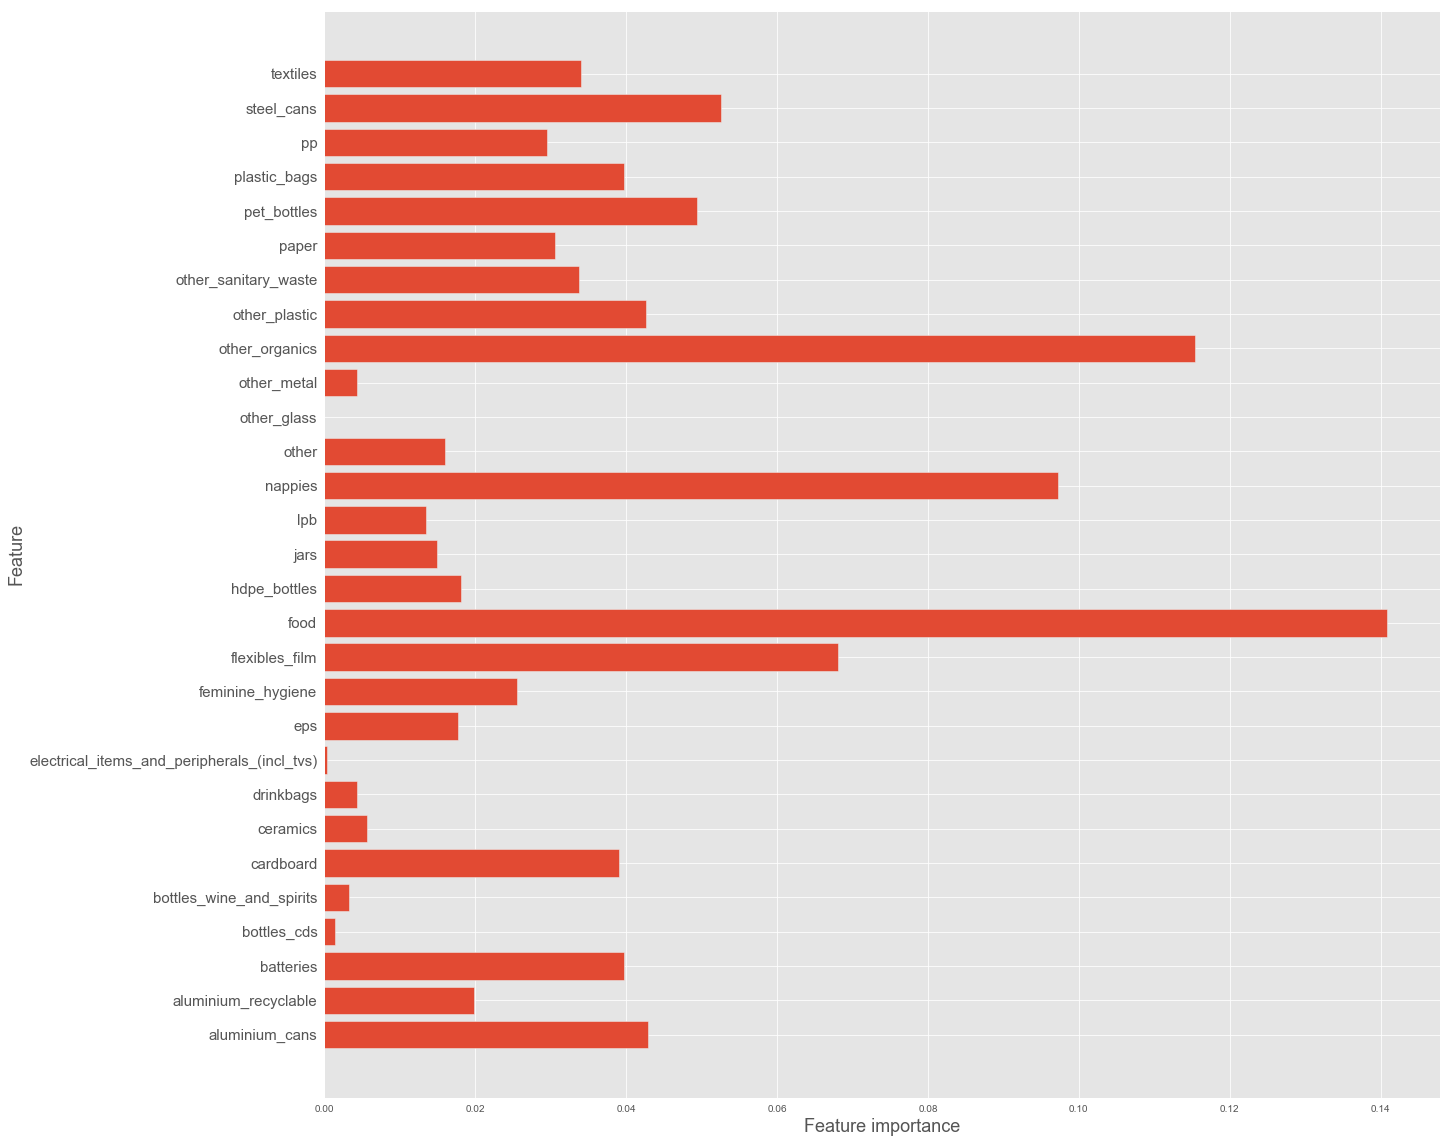 textiles
steel_cans
pp
plastic_bags
pet_bottles
paper
other_sanitary_waste
other_plastic
other_organics
other_metal
other_glass
other
nappies
lpb
jars
hdpe_bottles
food
flexibles_film
feminine_hygiene
eps
electrical_items_and_peripherals_(incl_tvs)
drinkbags
ceramics
cardboard
bottles_wine_and_spirits
bottles_cds
batteries
aluminium_recyclable
aluminium_cans
Feature
0.00 0.02 0.04 0.06 0.08 0.10 0.12 0.14
Feature importance